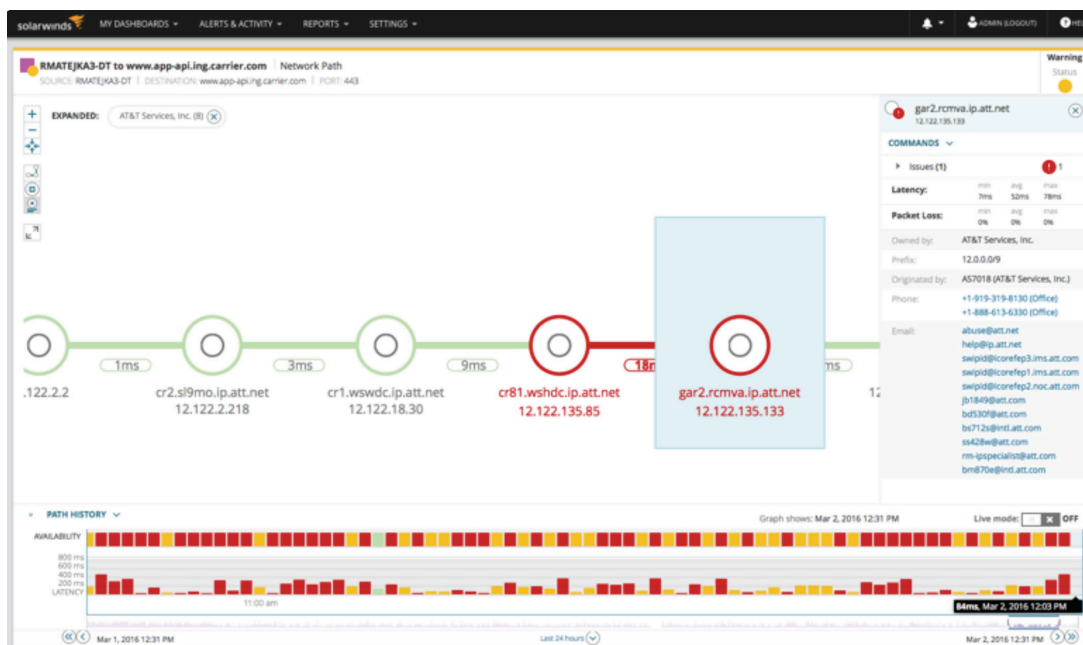 solarwinds MY DASHBOARDS ALERTS & ACTIVITY REPORTS SETTINGS ADMIN (LOGOUT) HEL
RMATEJKA3-DT to www.app-api.ing.carrier.com Network Path
SOURCE: RMATEJKA3-DT | DESTINATION: www.app-api.ing.carrier.com | PORT: 443
Warning
Status
EXPANDED: AT&T Services, Inc. (8)
gar2.rcmva.ip.att.net
12.122.135.133
COMMANDS
Issues (1) 1
Latency: min avg max
7ms 52ms 78ms
Packet Loss: min avg max
0% 0% 0%
Owned by: AT&T Services, Inc.
Prefix: 12.0.0.0/9
Originated by: AS7018 (AT&T Services, Inc.)
Phone: +1-919-319-8130 (Office)
+1-888-613-6330 (Office)
Email: abuse@att.net
help@ip.att.net
swipid@icorefep3.ims.att.com
swipid@icorefep1.ims.att.com
swipid@icorefep2.noc.att.com
jb1849@att.com
bd530f@att.com
bs712s@intl.att.com
ss428w@att.com
rm-ipspecialist@att.com
bm870e@intl.att.com
1ms 3ms 9ms 18m ms
.122.2.2 cr2.sl9mo.ip.att.net cr1.wswdc.ip.att.net cr81.wshdc.ip.att.net gar2.rcmva.ip.att.net 12
12.122.2.218 12.122.18.30 12.122.135.85 12.122.135.133
PATH HISTORY Graph shows: Mar 2, 2016 12:31 PM Live mode: OFF
AVAILABILITY
800 ms
600 ms
400 ms
200 ms
LATENCY
11:00 am
84ms, Mar 2, 2016 12:03 PM
Mar 1, 2016 12:31 PM Last 24 hours Mar 2, 2016 12:31 PM